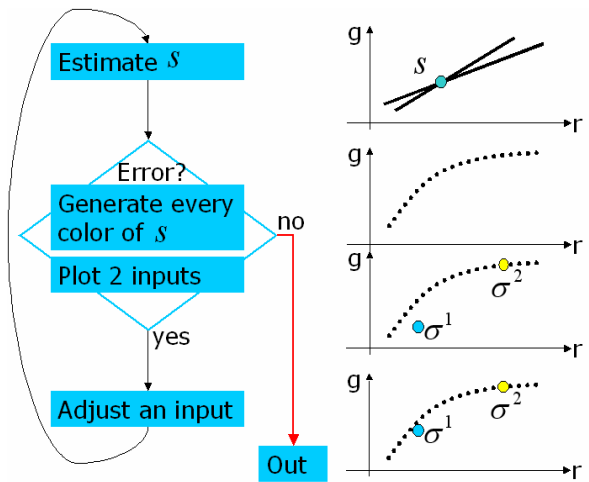 Estimate s
Error?
Generate every
color of s
Plot 2 inputs
no
yes
Adjust an input
Out
g
s
r
g
r
g
σ²
σ¹
r
g
σ²
σ¹
r